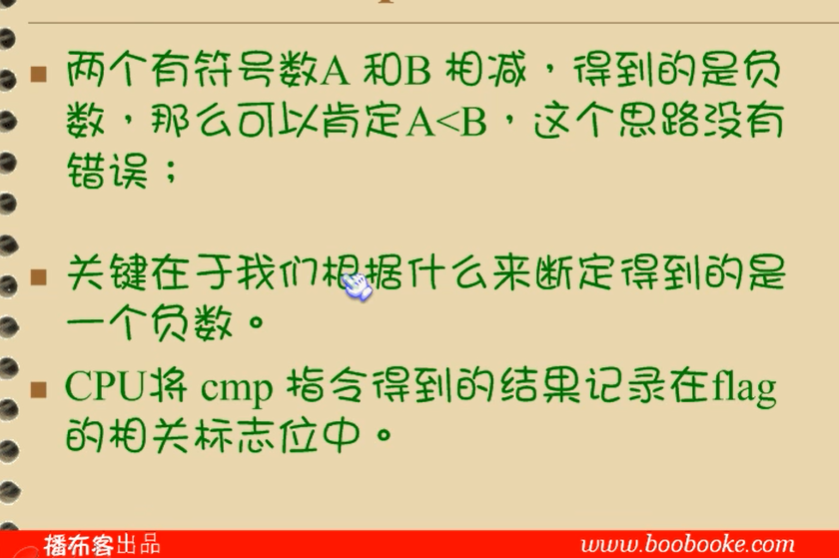 两个有符号数A 和B 相减，得到的是负
数，那么可以肯定A<B，这个思路没有
错误；
关键在于我们根据什么来断定得到的是
一个负数。
CPU将 cmp 指令得到的结果记录在flag
的相关标志位中。
播布客出品
www.boobooke.com